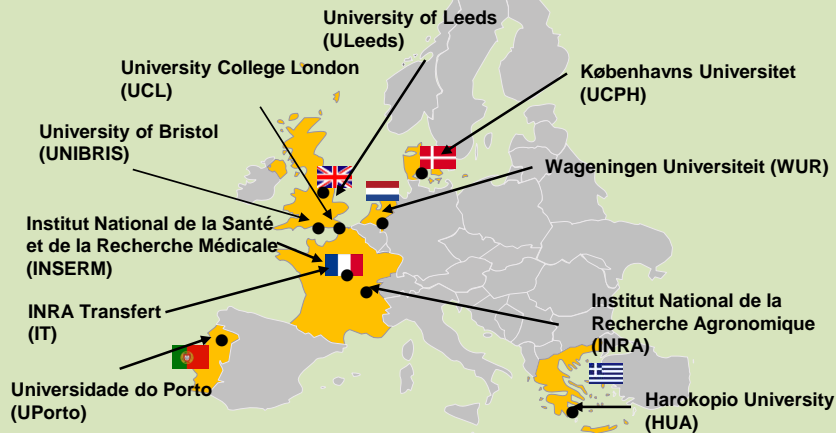 University of Leeds
(ULeeds)
University College London
(UCL)
Københavns Universitet
(UCPH)
University of Bristol
(UNIBRIS)
Wageningen Universiteit (WUR)
Institut National de la Santé
et de la Recherche Médicale
(INSERM)
INRA Transfert
(IT)
Institut National de la
Recherche Agronomique
(INRA)
Universidade do Porto
(UPorto)
Harokopio University
(HUA)